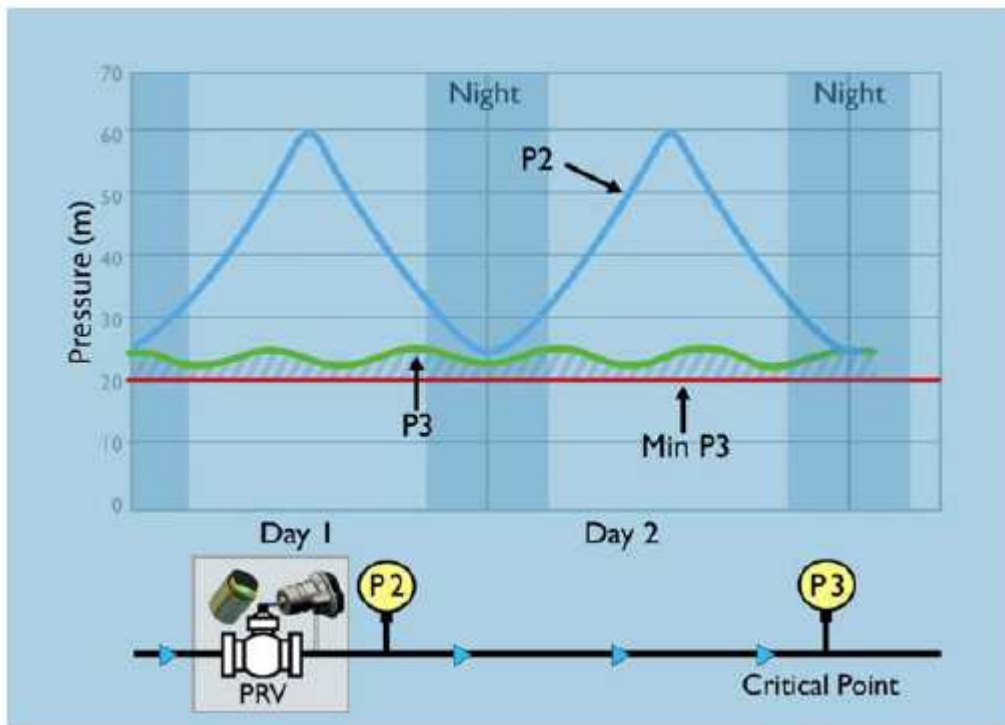 70
Night
Night
60
P2
50
Pressure (m)
40
30
20
P3
Min P3
10
0
Day 1
Day 2
P2
P3
PRV
Critical Point